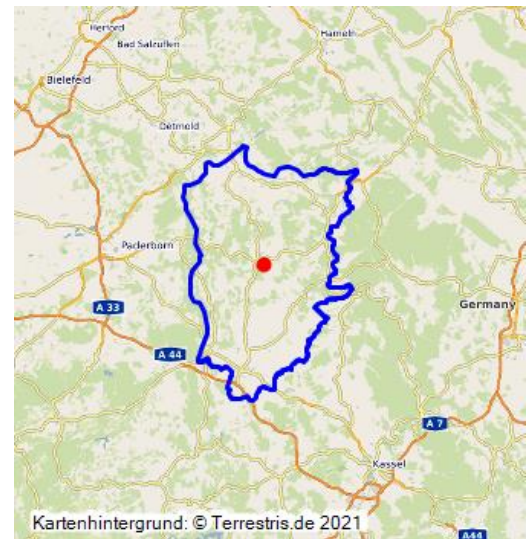 Herford
Bad Salzuflen
Hameln
Bielefeld
Detmold
Paderborn
A 33
Germany
A 44
A 7
Kassel
A44
Kartenhintergrund: © Terrestris.de 2021